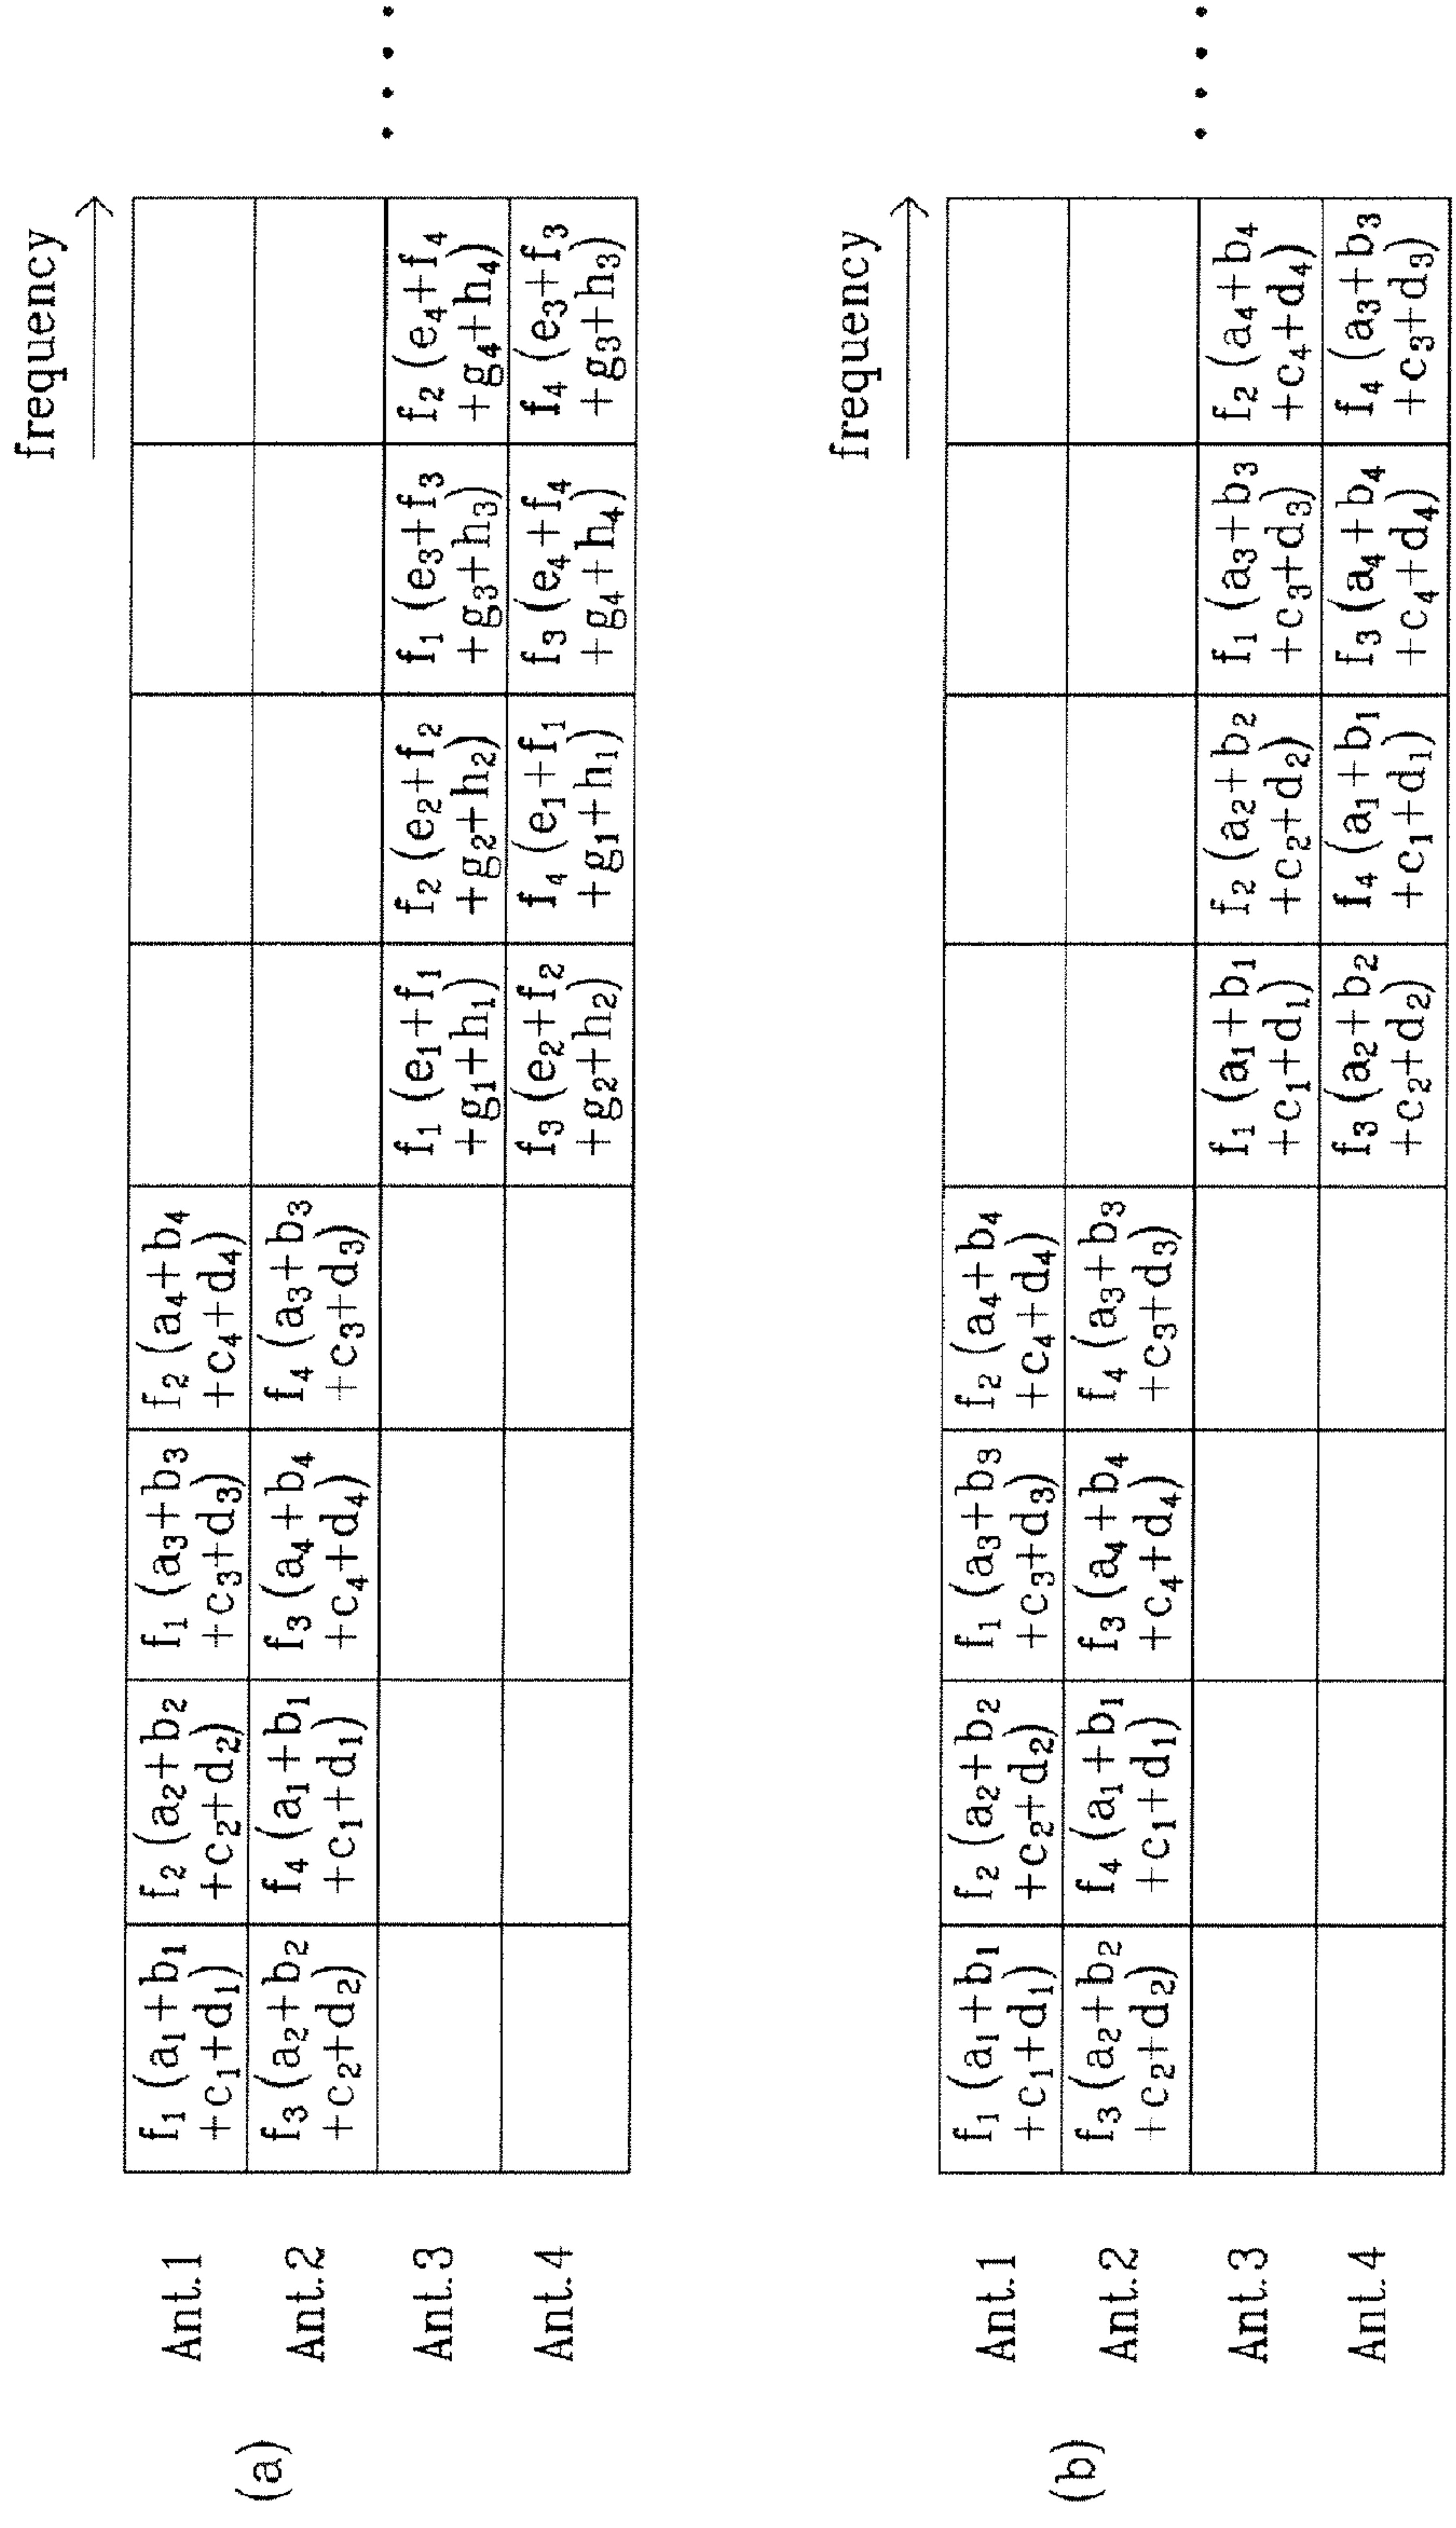 frequency
(a)
Ant.1
f₁ (a₁+b₁
+c₁+d₁)
f₂ (a₂+b₂
+c₂+d₂)
f₁ (a₃+b₃
+c₃+d₃)
f₂ (a₄+b₄
+c₄+d₄)
Ant.2
f₃ (a₂+b₂
+c₂+d₂)
f₄ (a₁+b₁
+c₁+d₁)
f₃ (a₄+b₄
+c₄+d₄)
f₄ (a₃+b₃
+c₃+d₃)
Ant.3
f₁ (e₁+f₁
+g₁+h₁)
f₂ (e₂+f₂
+g₂+h₂)
f₁ (e₃+f₃
+g₃+h₃)
f₂ (e₄+f₄
+g₄+h₄)
Ant.4
f₃ (e₂+f₂
+g₂+h₂)
f₄ (e₁+f₁
+g₁+h₁)
f₃ (e₄+f₄
+g₄+h₄)
f₄ (e₃+f₃
+g₃+h₃)
frequency
(b)
Ant.1
f₁ (a₁+b₁
+c₁+d₁)
f₂ (a₂+b₂
+c₂+d₂)
f₁ (a₃+b₃
+c₃+d₃)
f₂ (a₄+b₄
+c₄+d₄)
Ant.2
f₃ (a₂+b₂
+c₂+d₂)
f₄ (a₁+b₁
+c₁+d₁)
f₃ (a₄+b₄
+c₄+d₄)
f₄ (a₃+b₃
+c₃+d₃)
Ant.3
f₁ (a₁+b₁
+c₁+d₁)
f₂ (a₂+b₂
+c₂+d₂)
f₁ (a₃+b₃
+c₃+d₃)
f₂ (a₄+b₄
+c₄+d₄)
Ant.4
f₃ (a₂+b₂
+c₂+d₂)
f₄ (a₁+b₁
+c₁+d₁)
f₃ (a₄+b₄
+c₄+d₄)
f₄ (a₃+b₃
+c₃+d₃)